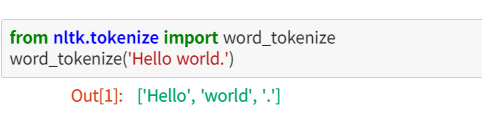 from nltk.tokenize import word_tokenize
word_tokenize('Hello world.')
Out[1]: ['Hello', 'world', '.']